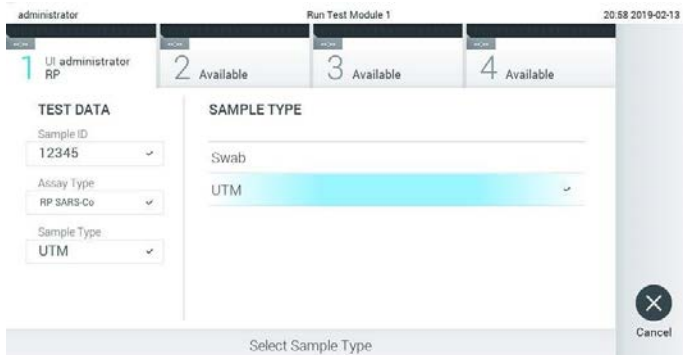 administrator Run Test Module 1 20:58 2019-02-13
1 UI administrator RP
2 Available
3 Available
4 Available
TEST DATA
Sample ID
12345
Assay Type
RP SARS-Co
Sample Type
UTM
SAMPLE TYPE
Swab
UTM
Cancel
Select Sample Type